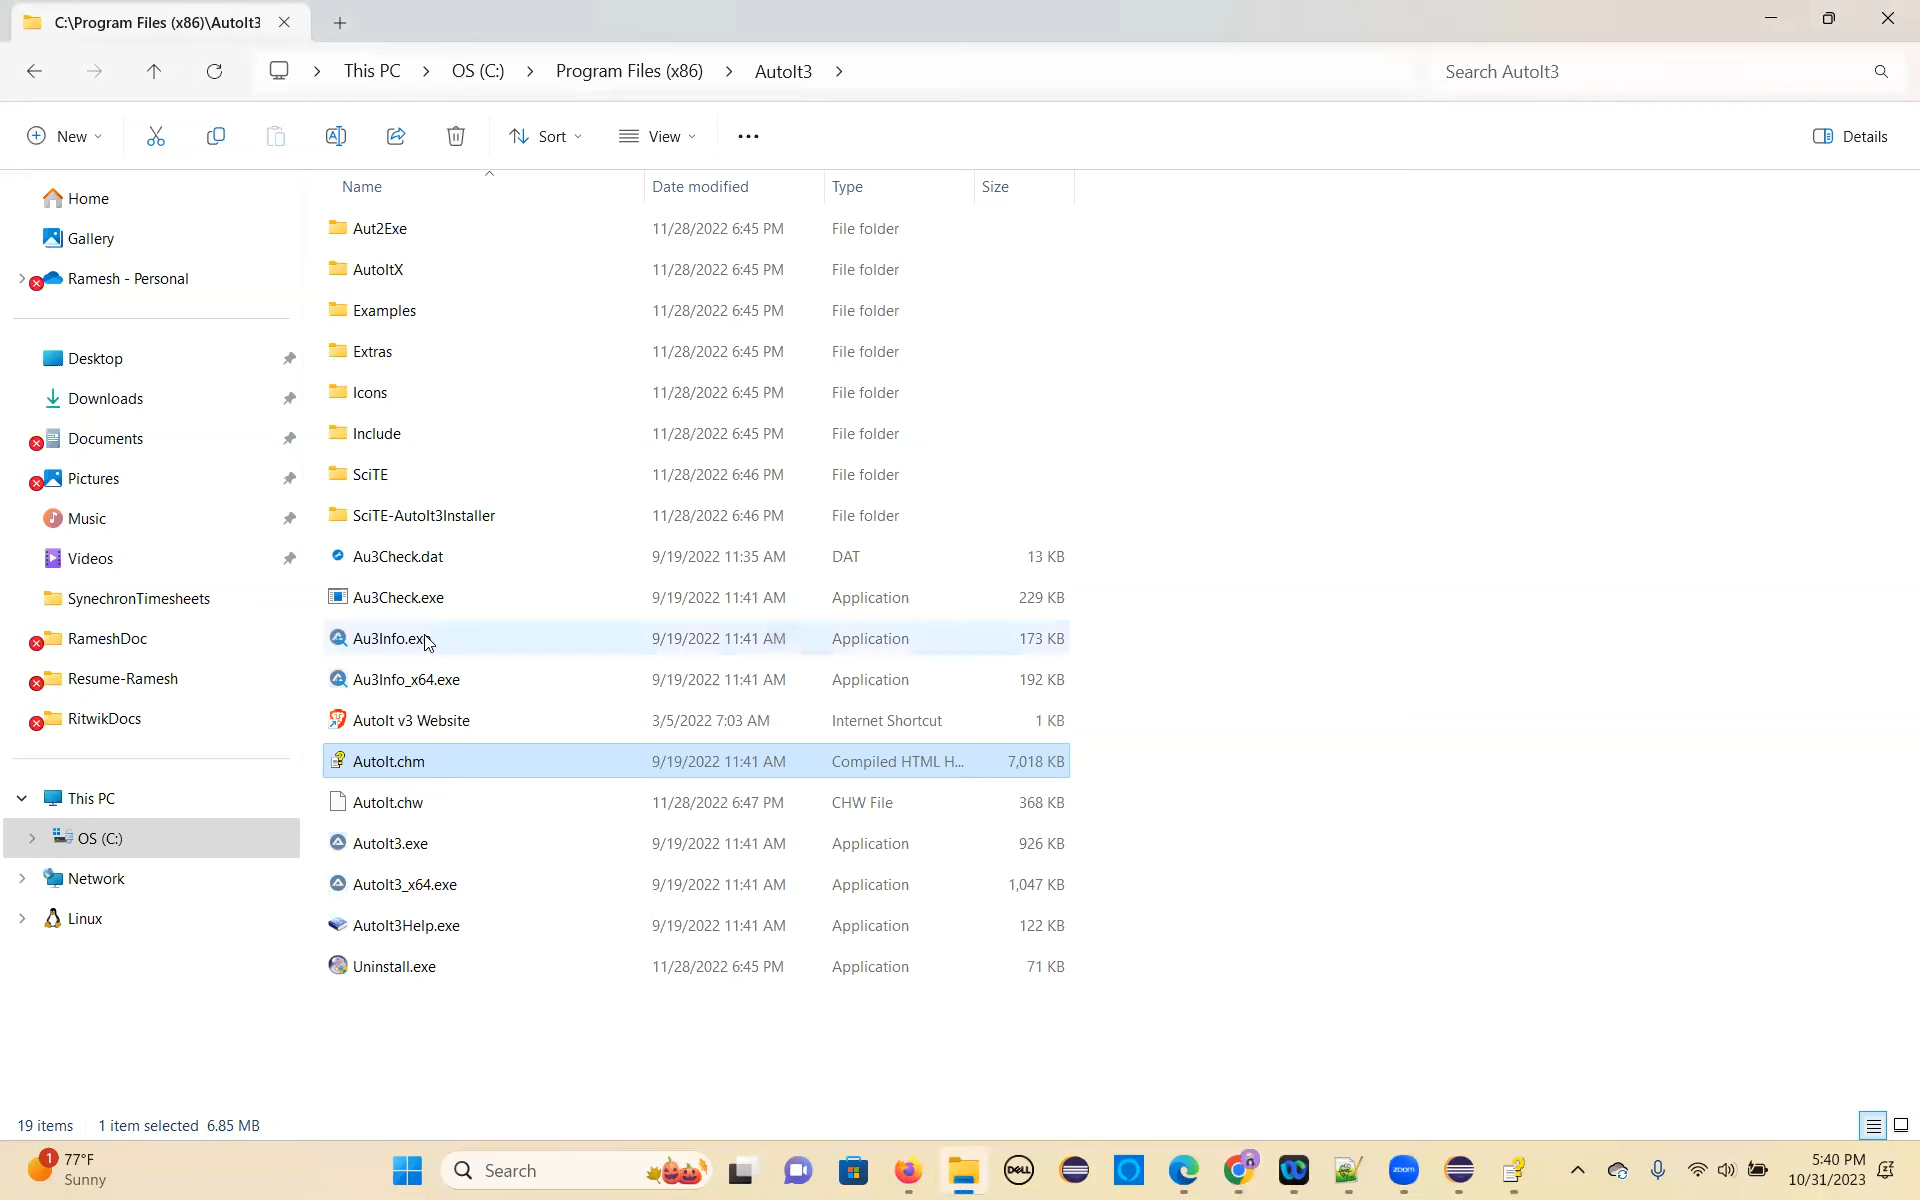 C:\Program Files (x86)\AutoIt3
This PC OS (C:) Program Files (x86) AutoIt3
Search AutoIt3
New
Sort
View
Details
Name Date modified Type Size
Home
Gallery
Ramesh - Personal
Desktop
Downloads
Documents
Pictures
Music
Videos
SynechronTimesheets
RameshDoc
Resume-Ramesh
RitwikDocs
This PC
OS (C:)
Network
Linux
Aut2Exe 11/28/2022 6:45 PM File folder
AutoItX 11/28/2022 6:45 PM File folder
Examples 11/28/2022 6:45 PM File folder
Extras 11/28/2022 6:45 PM File folder
Icons 11/28/2022 6:45 PM File folder
Include 11/28/2022 6:45 PM File folder
SciTE 11/28/2022 6:46 PM File folder
SciTE-AutoIt3Installer 11/28/2022 6:46 PM File folder
Au3Check.dat 9/19/2022 11:35 AM DAT 13 KB
Au3Check.exe 9/19/2022 11:41 AM Application 229 KB
Au3Info.exe 9/19/2022 11:41 AM Application 173 KB
Au3Info_x64.exe 9/19/2022 11:41 AM Application 192 KB
AutoIt v3 Website 3/5/2022 7:03 AM Internet Shortcut 1 KB
AutoIt.chm 9/19/2022 11:41 AM Compiled HTML H... 7,018 KB
AutoIt.chw 11/28/2022 6:47 PM CHW File 368 KB
AutoIt3.exe 9/19/2022 11:41 AM Application 926 KB
AutoIt3_x64.exe 9/19/2022 11:41 AM Application 1,047 KB
AutoIt3Help.exe 9/19/2022 11:41 AM Application 122 KB
Uninstall.exe 11/28/2022 6:45 PM Application 71 KB
19 items 1 item selected 6.85 MB
1
77°F
Sunny
Search
DELL
zoom
5:40 PM
10/31/2023